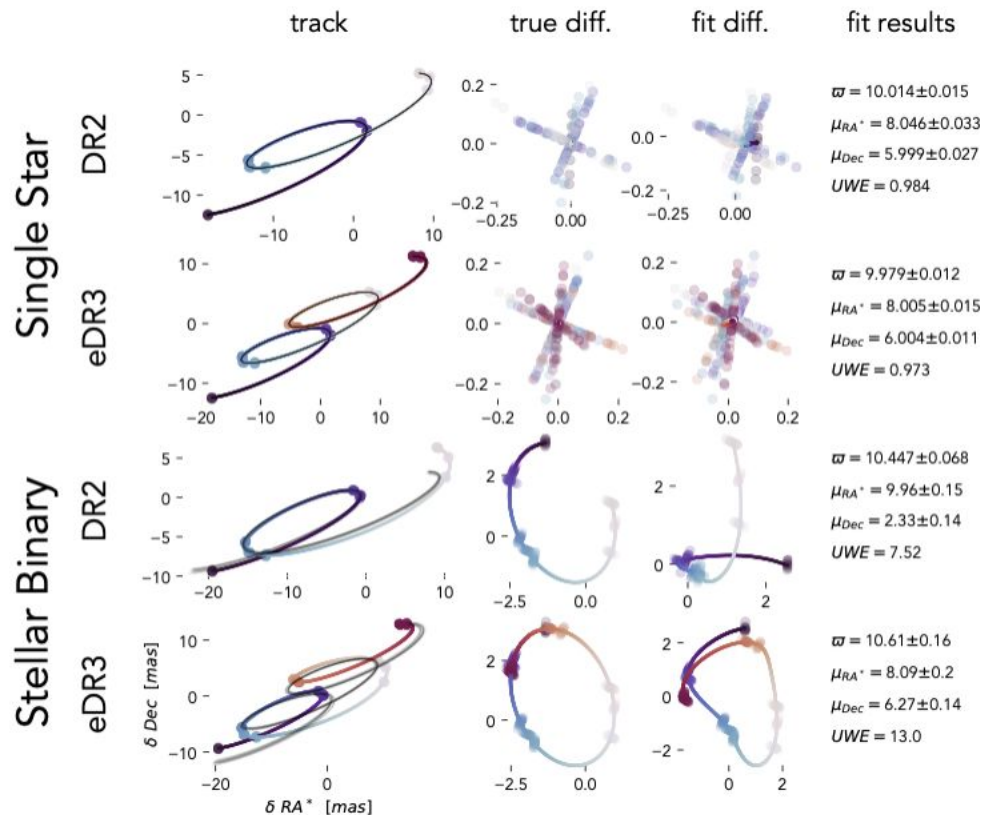 track true diff. fit diff. fit results
Single Star
DR2
5
0
−5
−10
−10 0 10
0.2
0.0
−0.2
−0.25 0.00
0.0
−0.2
−0.25 0.00
ϖ = 10.014±0.015
μRA* = 8.046±0.033
μDec = 5.999±0.027
UWE = 0.984
eDR3
10
0
−10
−20 −10 0 10
0.2
0.0
−0.2
−0.2 0.0 0.2
0.2
0.0
−0.2
0.0 0.2
ϖ = 9.979±0.012
μRA* = 8.005±0.015
μDec = 6.004±0.011
UWE = 0.973
Stellar Binary
DR2
5
0
−5
−10
−20 −10 0 10
2
0
−2.5 0.0
2
0
0 2
ϖ = 10.447±0.068
μRA* = 9.96±0.15
μDec = 2.33±0.14
UWE = 7.52
eDR3
δ Dec [mas]
10
0
−10
−20 0
δ RA* [mas]
2
0
−2.5 0.0
2
0
−2
0 2
ϖ = 10.61±0.16
μRA* = 8.09±0.2
μDec = 6.27±0.14
UWE = 13.0